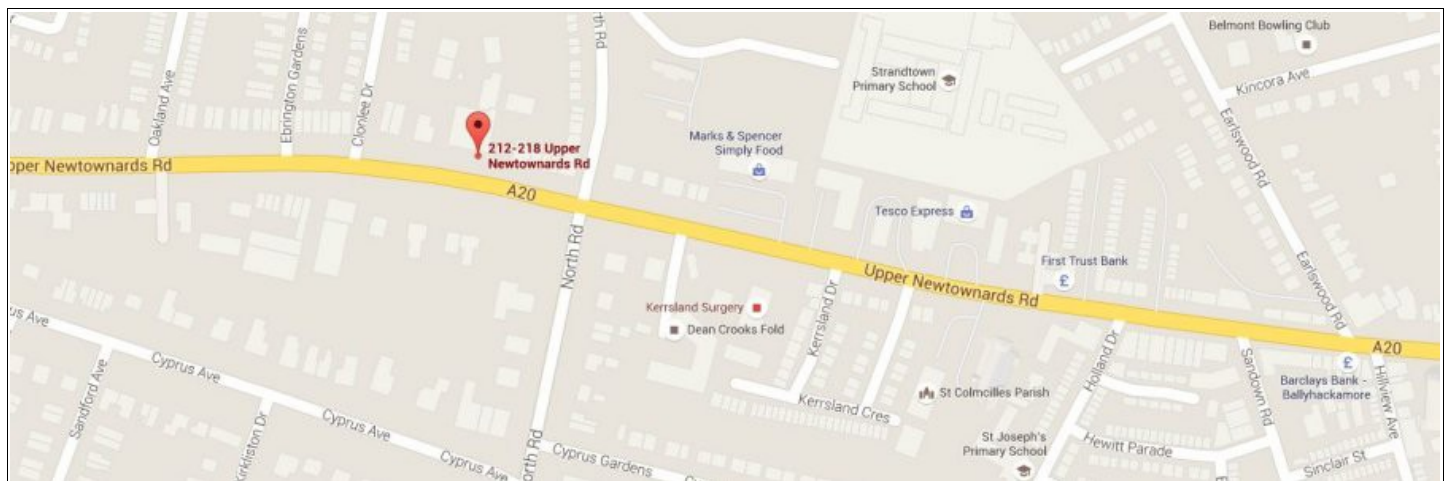 Belmont Bowling Club
Kincora Ave
Strandtown
Primary School
Earlswood Rd
Oakland Ave
Ebrington Gardens
Clonlee Dr
rth Rd
212-218 Upper
Newtownards Rd
Marks & Spencer
Simply Food
pper Newtownards Rd
A20
Tesco Express
North Rd
First Trust Bank
Upper Newtownards Rd
Earlswood Rd
Kerrsland Surgery
Dean Crooks Fold
Kerrsland Dr
Holland Dr
A20
us Ave
Cyprus Ave
Sandford Ave
Sandown Rd
Barclays Bank -
Ballyhackamore
Hillview Ave
St Colmcilles Parish
Kerrsland Cres
Cyprus Ave
Kirkliston Dr
St Joseph's
Primary School
Hewitt Parade
Sinclair St
orth Rd
Cyprus Ave
Cyprus Gardens
E